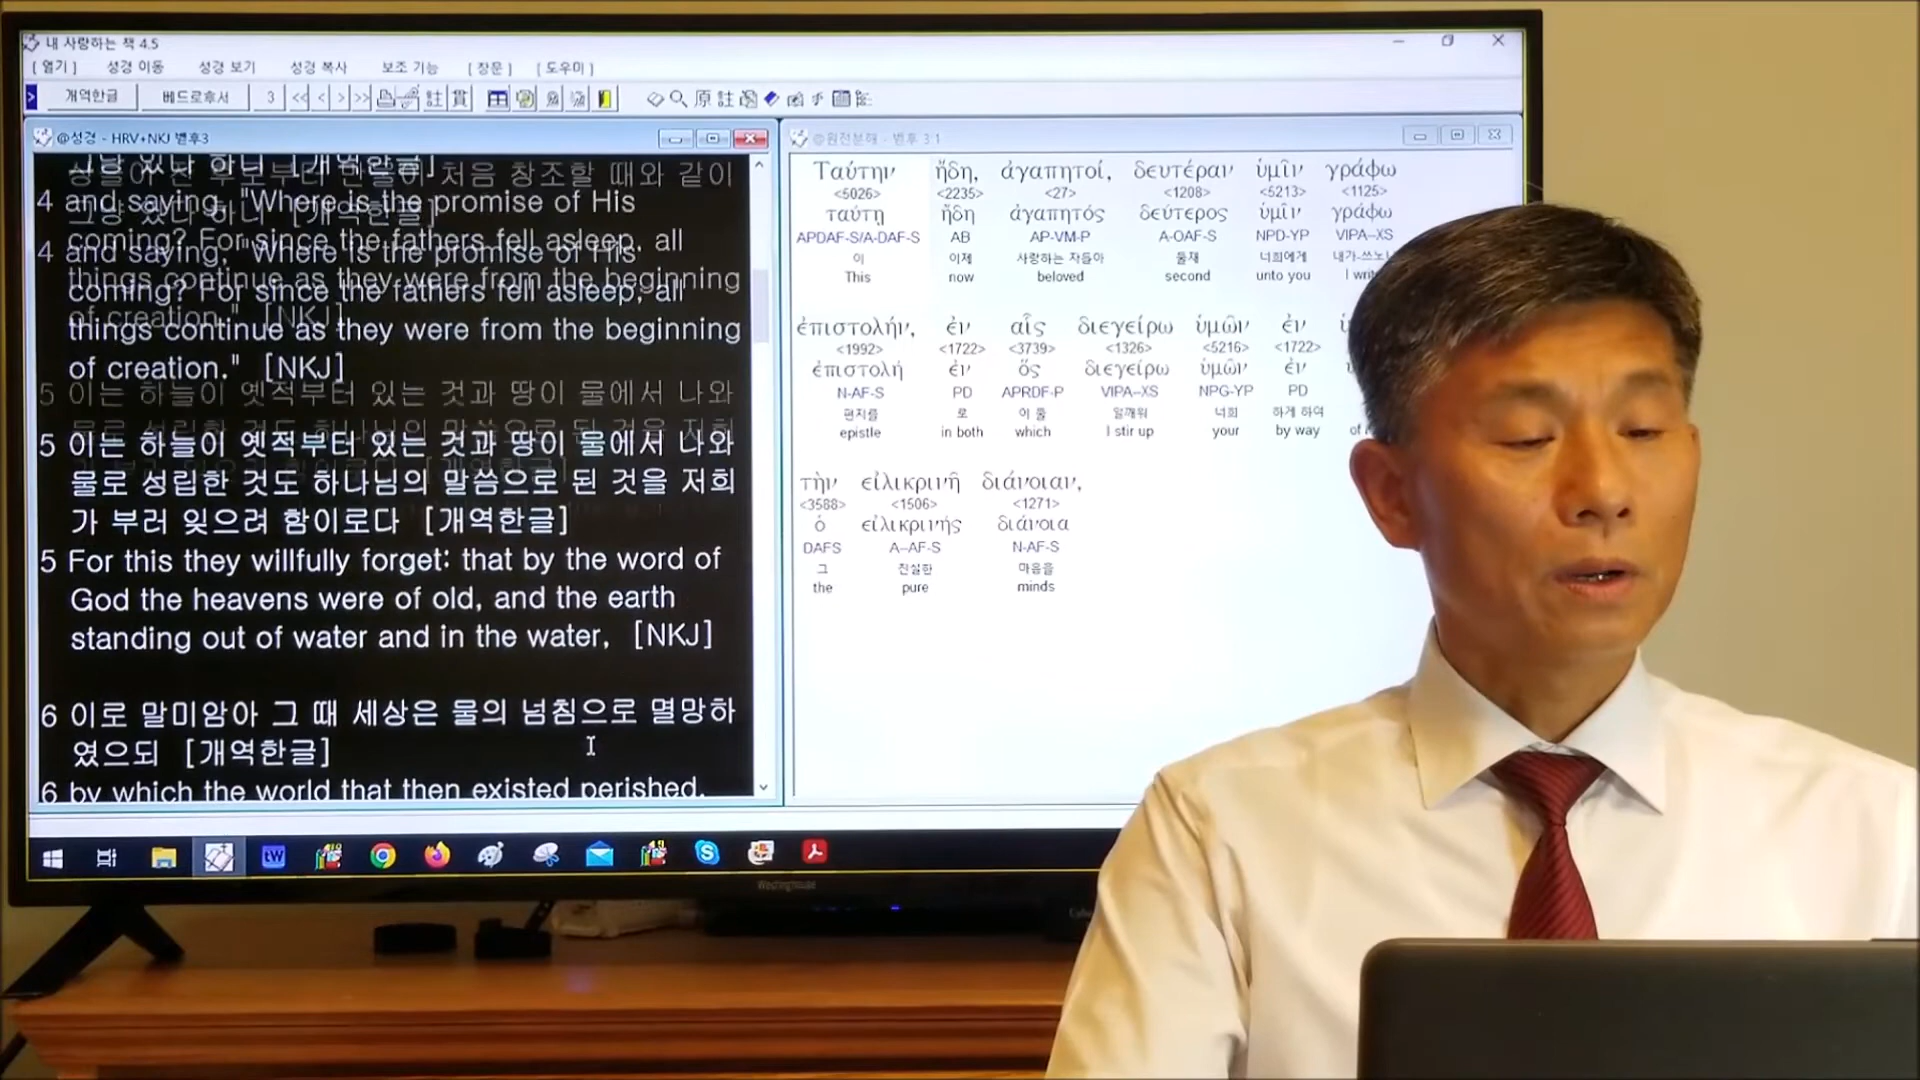 내 사랑하는 책 4.5
[열기] 성경 이동 성경 보기 성경 복사 보조 기능 [창문] [도우미]
개역한글 베드로후서 3 << < > >> 註 貫 原 註
@성경 - HRV+NKJ 벧후3
@원전분해 - 벧후 3:1
4 and saying, "Where is the promise of His
coming? For since the fathers fell asleep, all
things continue as they were from the beginning
of creation." [NKJ]
5 이는 하늘이 옛적부터 있는 것과 땅이 물에서 나와
물로 성립한 것도 하나님의 말씀으로 된 것을 저희
가 부러 잊으려 함이로다 [개역한글]
5 For this they willfully forget: that by the word of
God the heavens were of old, and the earth
standing out of water and in the water, [NKJ]
6 이로 말미암아 그 때 세상은 물의 넘침으로 멸망하
였으되 [개역한글]
6 by which the world that then existed perished,
Ταύτην ἤδη, ἀγαπητοί, δευτέραν ὑμῖν γράφω
<5026> <2235> <27> <1208> <5213> <1125>
ταύτῃ ἤδη ἀγαπητός δεύτερος ὑμῖν γράφω
APDAF-S/A-DAF-S AB AP-VM-P A-OAF-S NPD-YP VIPA--XS
이 이제 사랑하는 자들아 둘째 너희에게
This now beloved second unto you I
ἐπιστολήν, ἐν αἷς διεγείρω ὑμῶν ἐν
<1992> <1722> <3739> <1326> <5216> <1722>
ἐπιστολή ἐν ὅς διεγείρω ὑμῶν ἐν
N-AF-S PD APRDF-P VIPA--XS NPG-YP PD
편지를 로 이 둘 일깨워 너희 하게 하여
epistle in both which I stir up your by way
τὴν εἰλικρινῆ διάνοιαν,
<3588> <1506> <1271>
ὁ εἰλικρινής διάνοια
DAFS A--AF-S N-AF-S
그 진실한 마음을
the pure minds
tW
Westinghouse